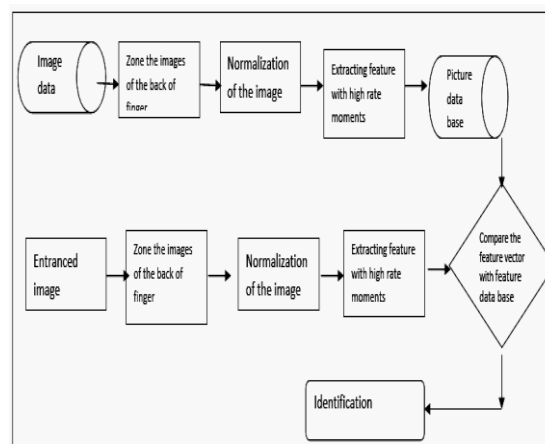 Image
data
Zone the images
of the back of
finger
Normalization
of the image
Extracting feature
with high rate
moments
Picture
data
base
Entranced
image
Zone the images
of the back of
finger
Normalization
of the image
Extracting feature
with high rate
moments
Compare the
feature vector
with feature
data base
Identification